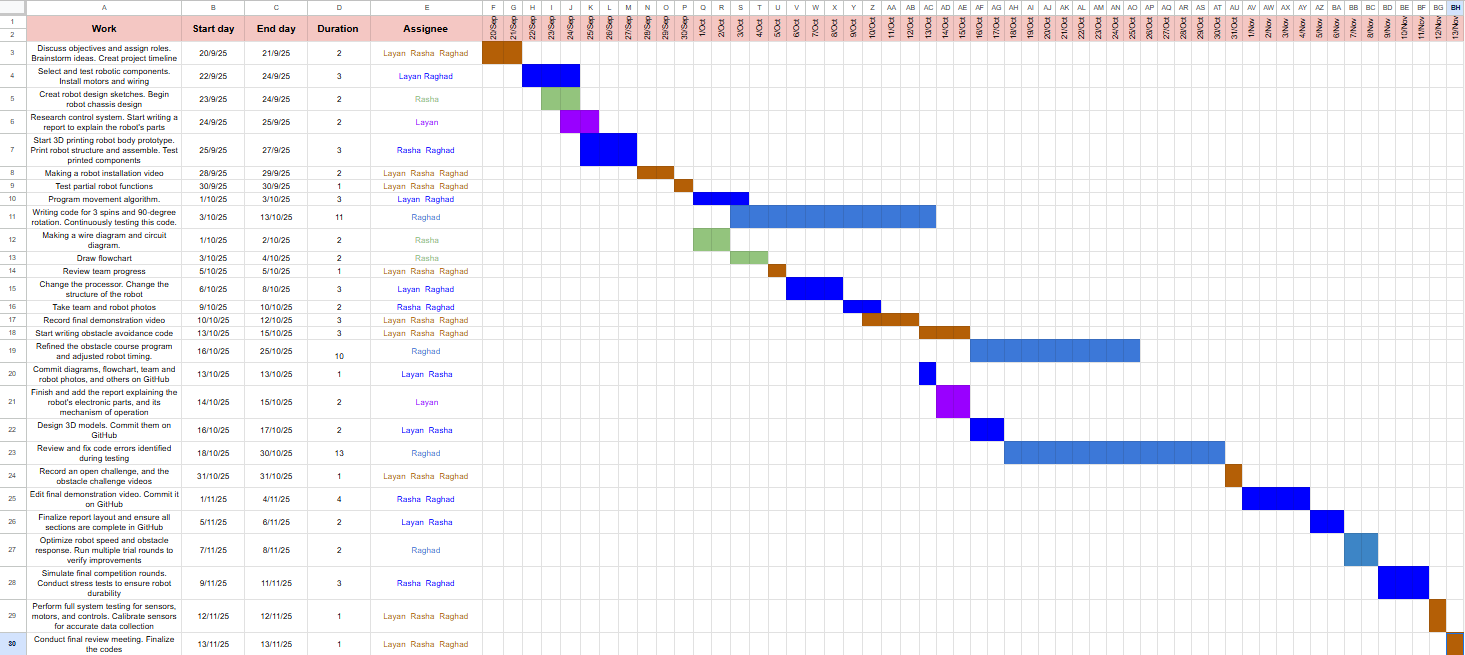 A B C D E F G H I J K L M N O P Q R S T U V W X Y Z AA AB AC AD AE AF AG AH AI AJ AK AL AM AN AO AP AQ AR AS AT AU AV AW AX AY AZ BA BB BC BD BE BF BG BH
1
2
Work Start day End day Duration Assignee 20/Sep 21/Sep 22/Sep 23/Sep 24/Sep 25/Sep 26/Sep 27/Sep 28/Sep 29/Sep 30/Sep 1/Oct 2/Oct 3/Oct 4/Oct 5/Oct 6/Oct 7/Oct 8/Oct 9/Oct 10/Oct 11/Oct 12/Oct 13/Oct 14/Oct 15/Oct 16/Oct 17/Oct 18/Oct 19/Oct 20/Oct 21/Oct 22/Oct 23/Oct 24/Oct 25/Oct 26/Oct 27/Oct 28/Oct 29/Oct 30/Oct 31/Oct 1/Nov 2/Nov 3/Nov 4/Nov 5/Nov 6/Nov 7/Nov 8/Nov 9/Nov 10/Nov 11/Nov 12/Nov 13/Nov
Discuss objectives and assign roles.
3 Brainstorm ideas. Creat project timeline 20/9/25 21/9/25 2 Layan Rasha Raghad
Select and test robotic components.
4 Install motors and wiring 22/9/25 24/9/25 3 Layan Raghad
Creat robot design sketches. Begin
5 robot chassis design 23/9/25 24/9/25 2 Rasha
Research control system. Start writing a
6 report to explain the robot's parts 24/9/25 25/9/25 2 Layan
Start 3D printing robot body prototype.
7 Print robot structure and assemble. Test 25/9/25 27/9/25 3 Rasha Raghad
printed components
8 Making a robot installation video 28/9/25 29/9/25 2 Layan Rasha Raghad
9 Test partial robot functions 30/9/25 30/9/25 1 Layan Rasha Raghad
10 Program movement algorithm. 1/10/25 3/10/25 3 Layan Raghad
Writing code for 3 spins and 90-degree
11 rotation. Continuously testing this code. 3/10/25 13/10/25 11 Raghad
Making a wire diagram and circuit
12 diagram. 1/10/25 2/10/25 2 Rasha
13 Draw flowchart 3/10/25 4/10/25 2 Rasha
14 Review team progress 5/10/25 5/10/25 1 Layan Rasha Raghad
Change the processor. Change the
15 structure of the robot 6/10/25 8/10/25 3 Layan Raghad
16 Take team and robot photos 9/10/25 10/10/25 2 Rasha Raghad
17 Record final demonstration video 10/10/25 12/10/25 3 Layan Rasha Raghad
18 Start writing obstacle avoidance code 13/10/25 15/10/25 3 Layan Rasha Raghad
Refined the obstacle course program
19 and adjusted robot timing. 16/10/25 25/10/25 10 Raghad
Commit diagrams, flowchart, team and
20 robot photos, and others on GitHub 13/10/25 13/10/25 1 Layan Rasha
Finish and add the report explaining the
21 robot's electronic parts, and its 14/10/25 15/10/25 2 Layan
mechanism of operation
Design 3D models. Commit them on
22 GitHub 16/10/25 17/10/25 2 Layan Rasha
Review and fix code errors identified
23 during testing 18/10/25 30/10/25 13 Raghad
Record an open challenge, and the
24 obstacle challenge videos 31/10/25 31/10/25 1 Layan Rasha Raghad
Edit final demonstration video. Commit it
25 on GitHub 1/11/25 4/11/25 4 Rasha Raghad
Finalize report layout and ensure all
26 sections are complete in GitHub 5/11/25 6/11/25 2 Layan Rasha
Optimize robot speed and obstacle
27 response. Run multiple trial rounds to 7/11/25 8/11/25 2 Raghad
verify improvements
Simulate final competition rounds.
28 Conduct stress tests to ensure robot 9/11/25 11/11/25 3 Rasha Raghad
durability
Perform full system testing for sensors,
29 motors, and controls. Calibrate sensors 12/11/25 12/11/25 1 Layan Rasha Raghad
for accurate data collection
Conduct final review meeting. Finalize
30 the codes 13/11/25 13/11/25 1 Layan Rasha Raghad